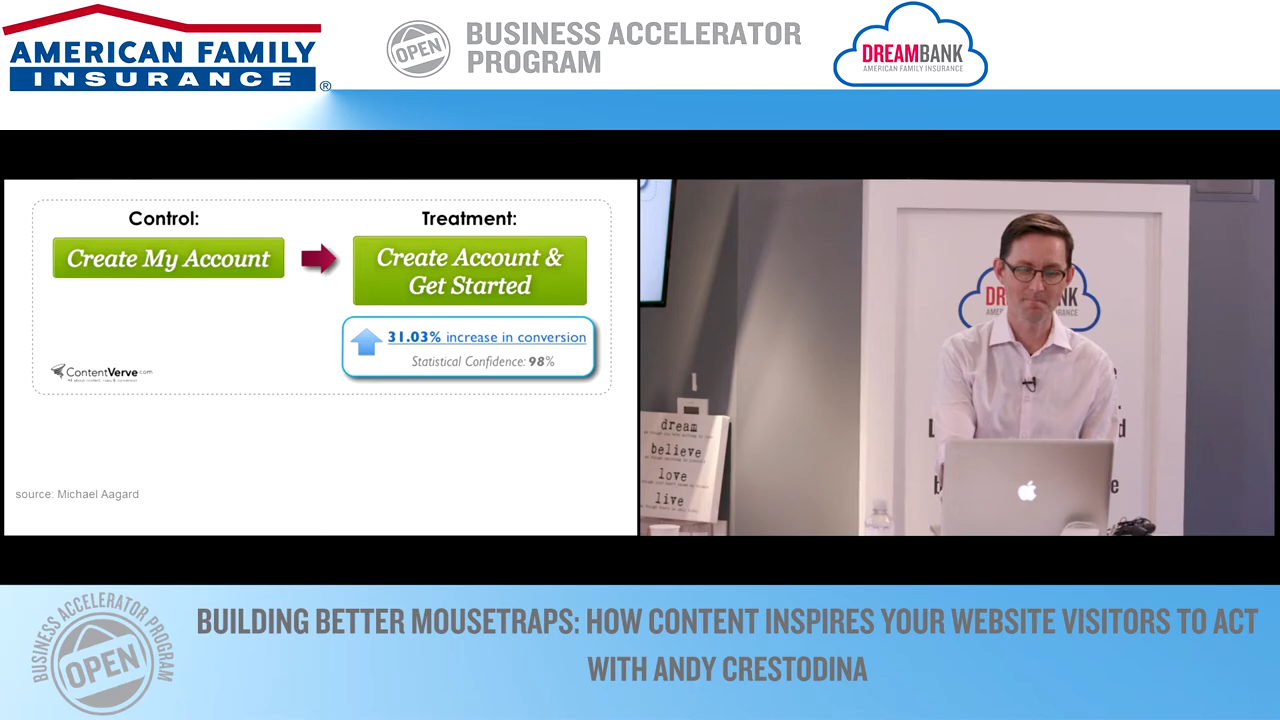 AMERICAN FAMILY
INSURANCE ®
OPEN
BUSINESS ACCELERATOR
PROGRAM
DREAMBANK
AMERICAN FAMILY INSURANCE
Control:
Treatment:
Create My Account
Create Account &
Get Started
31.03% increase in conversion
Statistical Confidence: 98%
ContentVerve.com
source: Michael Aagard
DR NK
dream
believe
love
live
BUSINESS ACCELERATOR PROGRAM
OPEN
BUILDING BETTER MOUSETRAPS: HOW CONTENT INSPIRES YOUR WEBSITE VISITORS TO ACT
WITH ANDY CRESTODINA